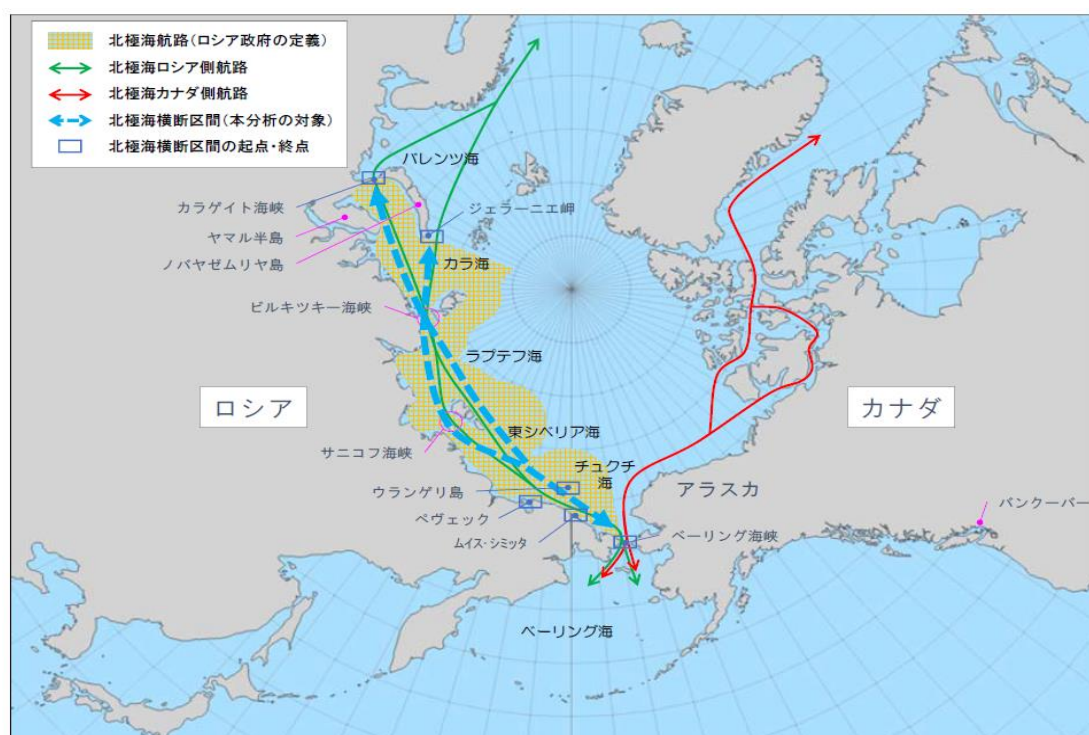 北極海航路(ロシア政府の定義)
北極海ロシア側航路
北極海カナダ側航路
北極海横断区間(本分析の対象)
北極海横断区間の起点・終点
バレンツ海
カラゲイト海峡
ジェラーニエ岬
ヤマル半島
ノバヤゼムリヤ島
カラ海
ビルキツキー海峡
ラプテフ海
ロシア
カナダ
東シベリア海
サニコフ海峡
チュクチ
海
ウランゲリ島
アラスカ
ペヴェック
バンクーバー
ムイス・シミッタ
ベーリング海峡
ベーリング海